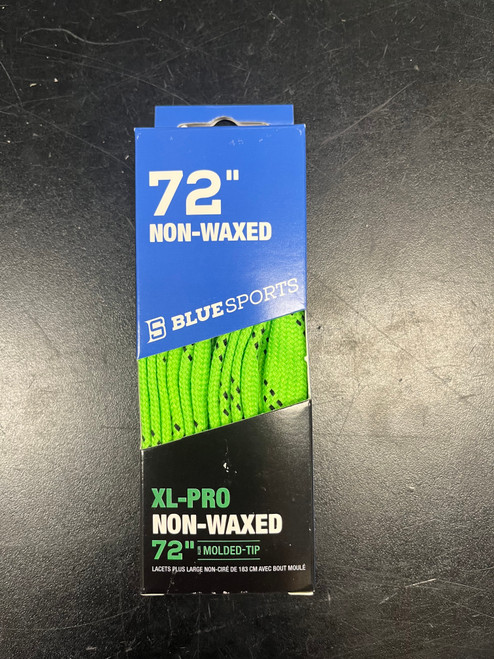 72"
NON-WAXED
BLUESPORTS
XL-PRO
NON-WAXED
72" MOLDED-TIP
LACETS PLUS LARGE NON-CIRÉ DE 183 CM AVEC BOUT MOULÉ